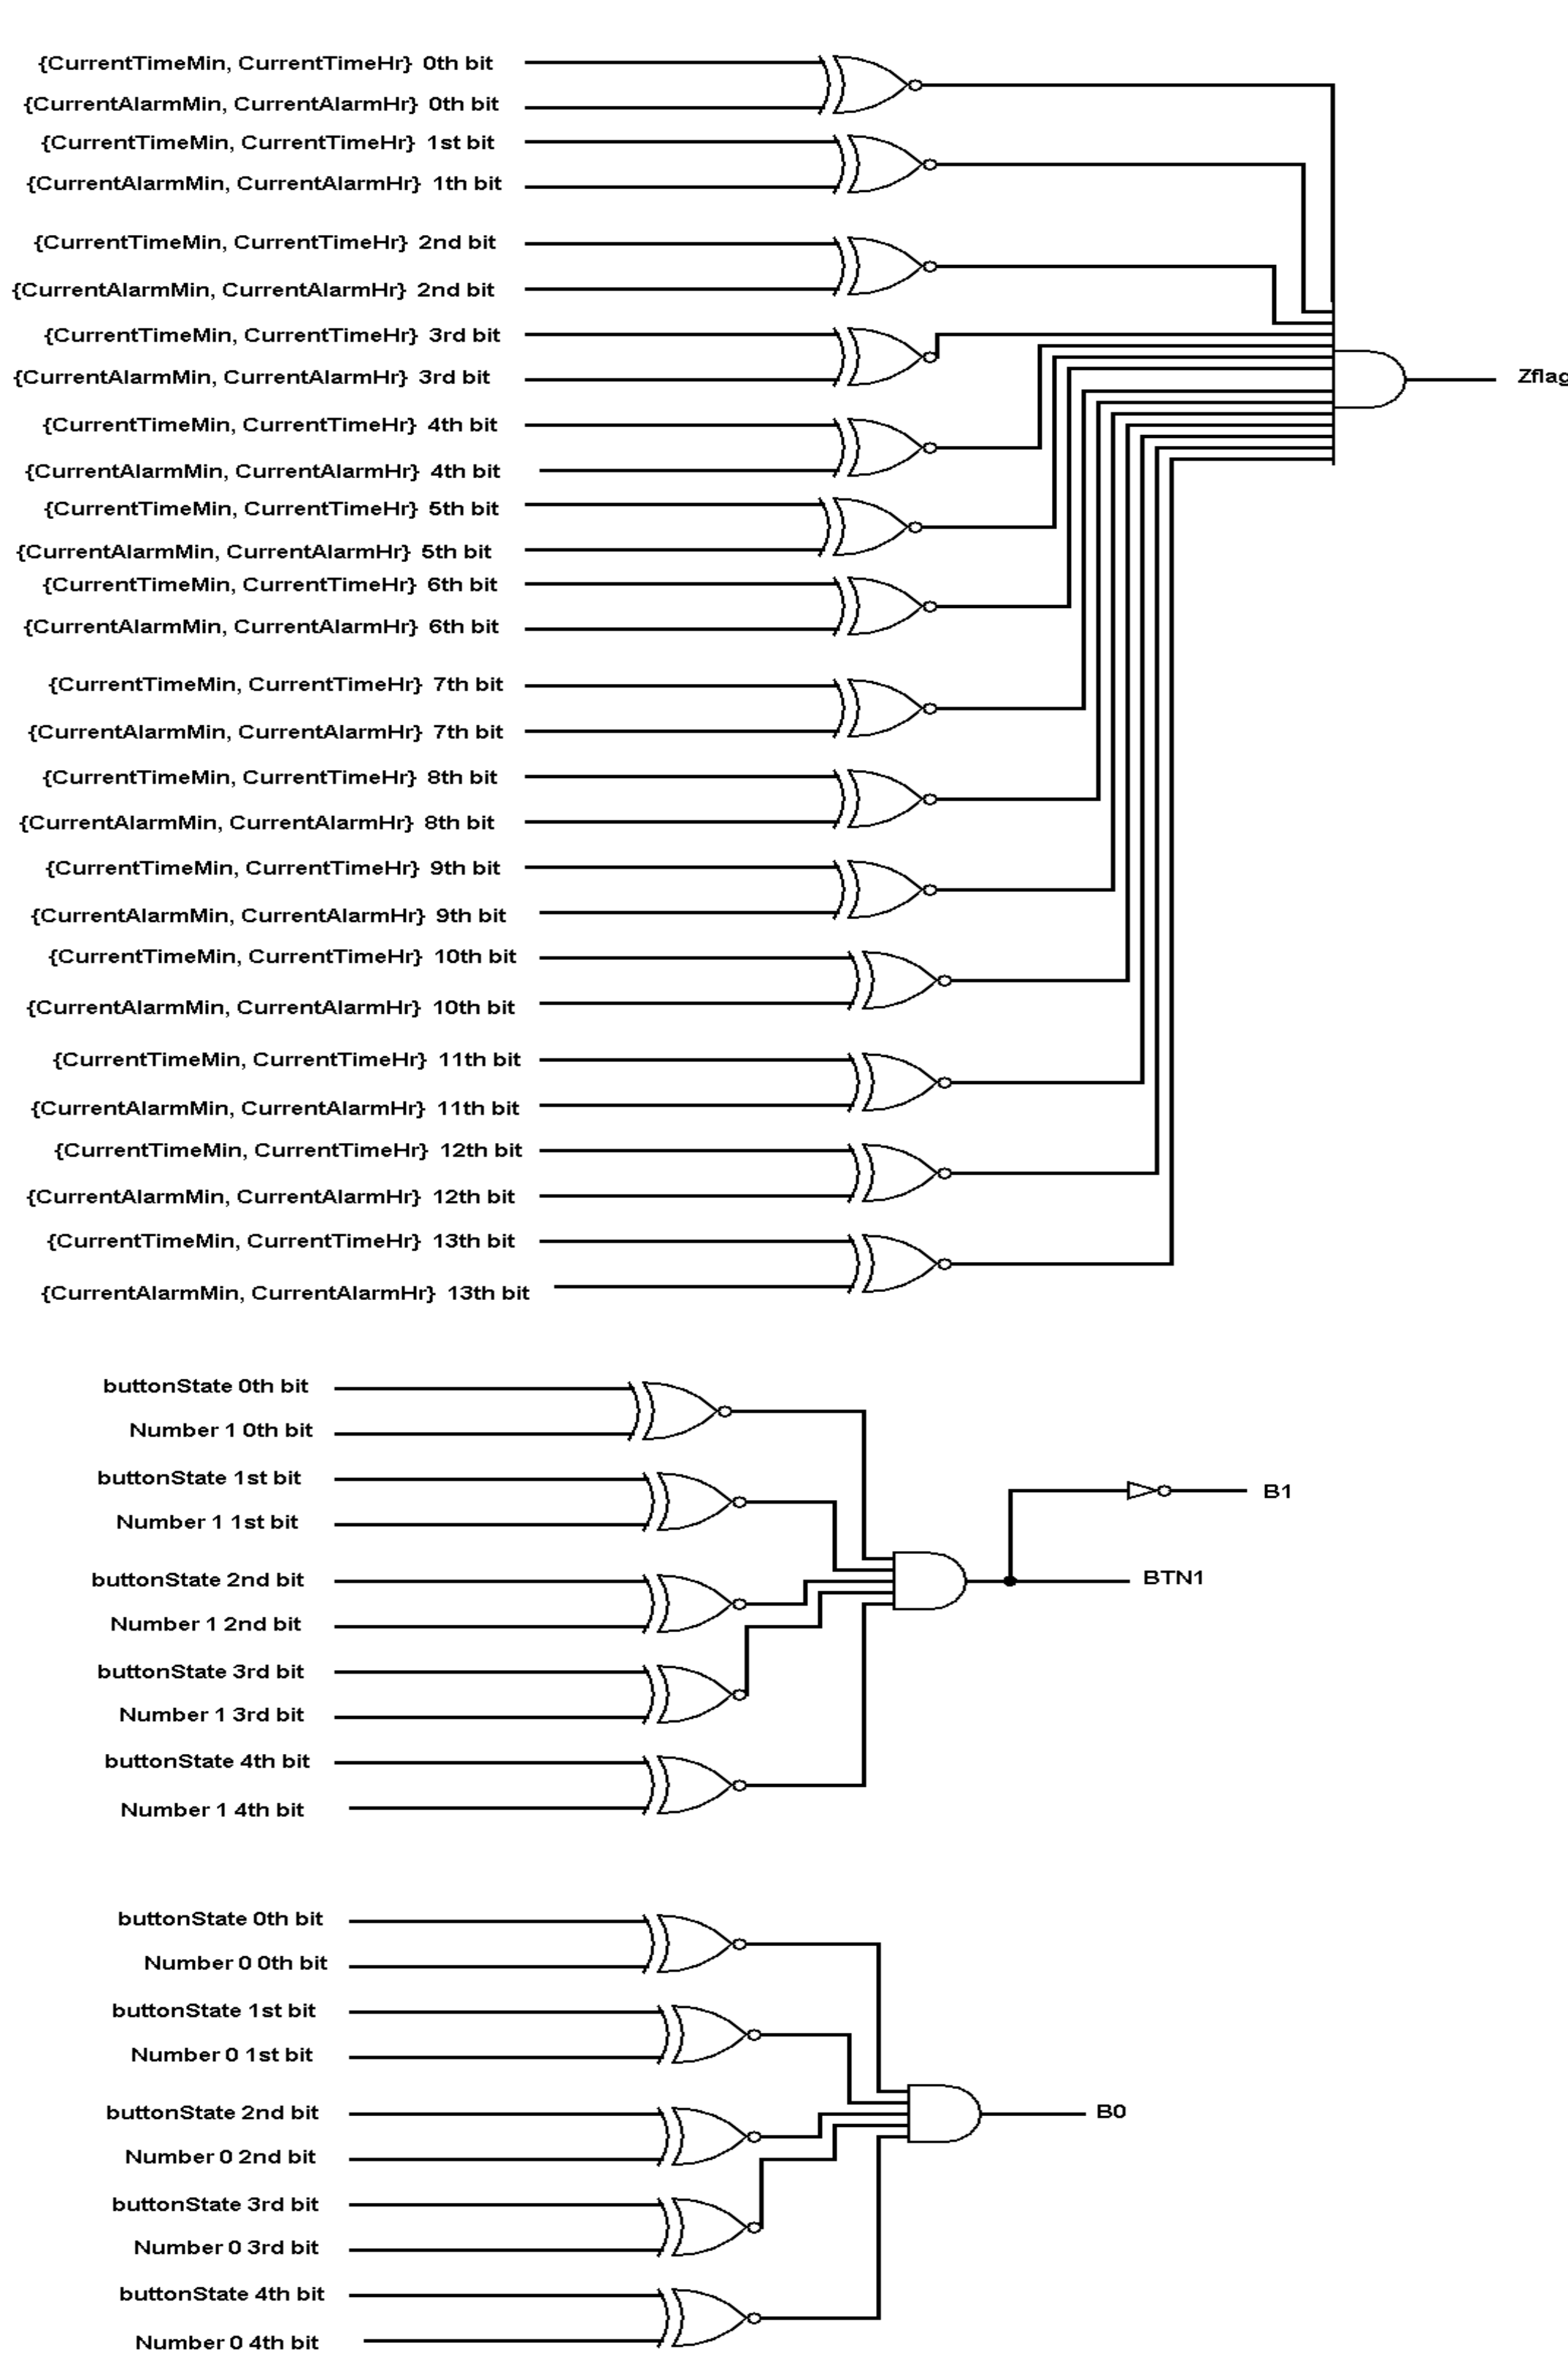 {CurrentTimeMin, CurrentTimeHr} 0th bit
{CurrentAlarmMin, CurrentAlarmHr} 0th bit
{CurrentTimeMin, CurrentTimeHr} 1st bit
{CurrentAlarmMin, CurrentAlarmHr} 1th bit
{CurrentTimeMin, CurrentTimeHr} 2nd bit
{CurrentAlarmMin, CurrentAlarmHr} 2nd bit
{CurrentTimeMin, CurrentTimeHr} 3rd bit
{CurrentAlarmMin, CurrentAlarmHr} 3rd bit
Zflag
{CurrentTimeMin, CurrentTimeHr} 4th bit
{CurrentAlarmMin, CurrentAlarmHr} 4th bit
{CurrentTimeMin, CurrentTimeHr} 5th bit
{CurrentAlarmMin, CurrentAlarmHr} 5th bit
{CurrentTimeMin, CurrentTimeHr} 6th bit
{CurrentAlarmMin, CurrentAlarmHr} 6th bit
{CurrentTimeMin, CurrentTimeHr} 7th bit
{CurrentAlarmMin, CurrentAlarmHr} 7th bit
{CurrentTimeMin, CurrentTimeHr} 8th bit
{CurrentAlarmMin, CurrentAlarmHr} 8th bit
{CurrentTimeMin, CurrentTimeHr} 9th bit
{CurrentAlarmMin, CurrentAlarmHr} 9th bit
{CurrentTimeMin, CurrentTimeHr} 10th bit
{CurrentAlarmMin, CurrentAlarmHr} 10th bit
{CurrentTimeMin, CurrentTimeHr} 11th bit
{CurrentAlarmMin, CurrentAlarmHr} 11th bit
{CurrentTimeMin, CurrentTimeHr} 12th bit
{CurrentAlarmMin, CurrentAlarmHr} 12th bit
{CurrentTimeMin, CurrentTimeHr} 13th bit
{CurrentAlarmMin, CurrentAlarmHr} 13th bit
buttonState 0th bit
Number 1 0th bit
buttonState 1st bit
B1
Number 1 1st bit
buttonState 2nd bit
BTN1
Number 1 2nd bit
buttonState 3rd bit
Number 1 3rd bit
buttonState 4th bit
Number 1 4th bit
buttonState 0th bit
Number 0 0th bit
buttonState 1st bit
Number 0 1st bit
buttonState 2nd bit
B0
Number 0 2nd bit
buttonState 3rd bit
Number 0 3rd bit
buttonState 4th bit
Number 0 4th bit